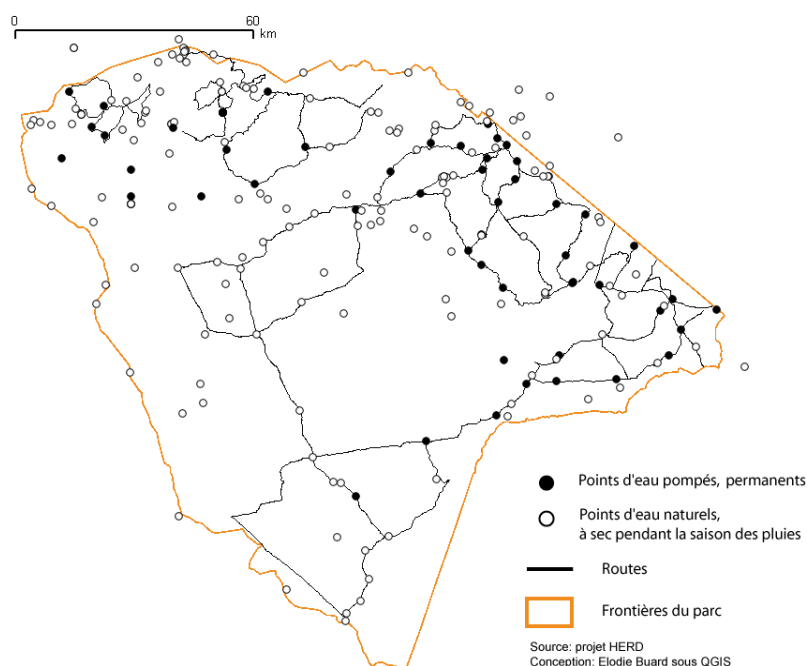 0 60
km
Points d'eau pompés, permanents
Points d'eau naturels,
à sec pendant la saison des pluies
Routes
Frontières du parc
Source: projet HERD
Conception: Elodie Buard sous QGIS